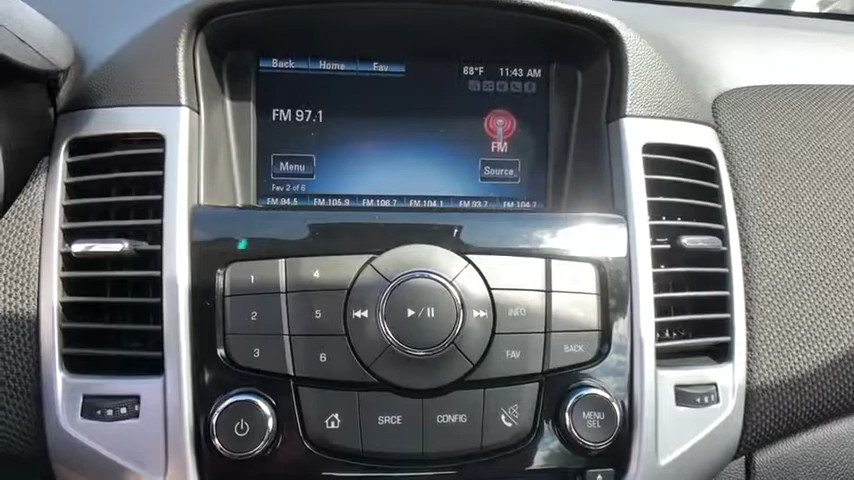 Back Home Fav 68°F 11:43 AM
FM 97.1
FM
Menu Source
Fav 2 of 6
FM 94.5 FM 105.9 FM 106.7 FM 104.1 FM 93.7 FM 104.7
1 4
2 5 INFO
3 6 FAV BACK
SRCE CONFIG
MENU
SEL